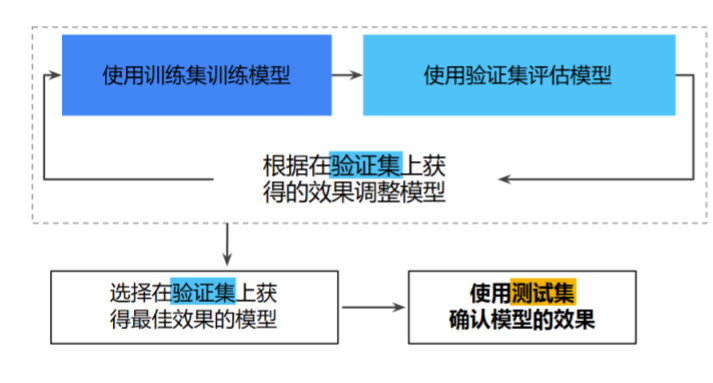 使用训练集训练模型
使用验证集评估模型
根据在验证集上获
得的效果调整模型
选择在验证集上获
得最佳效果的模型
使用测试集
确认模型的效果